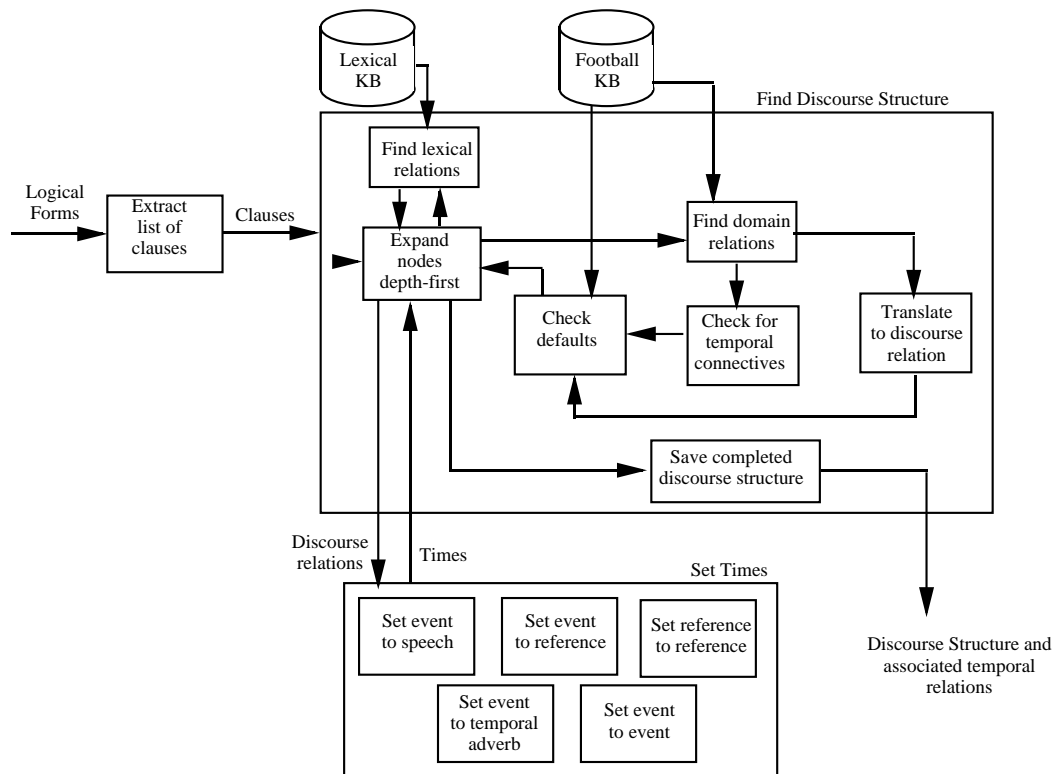 Lexical
KB
Football
KB
Find Discourse Structure
Find lexical
relations
Logical
Forms
Extract
list of
clauses
Clauses
Expand
nodes
depth-first
Find domain
relations
Check
defaults
Check for
temporal
connectives
Translate
to discourse
relation
Save completed
discourse structure
Discourse
relations
Times
Set Times
Set event
to speech
Set event
to reference
Set reference
to reference
Set event
to temporal
adverb
Set event
to event
Discourse Structure and
associated temporal
relations